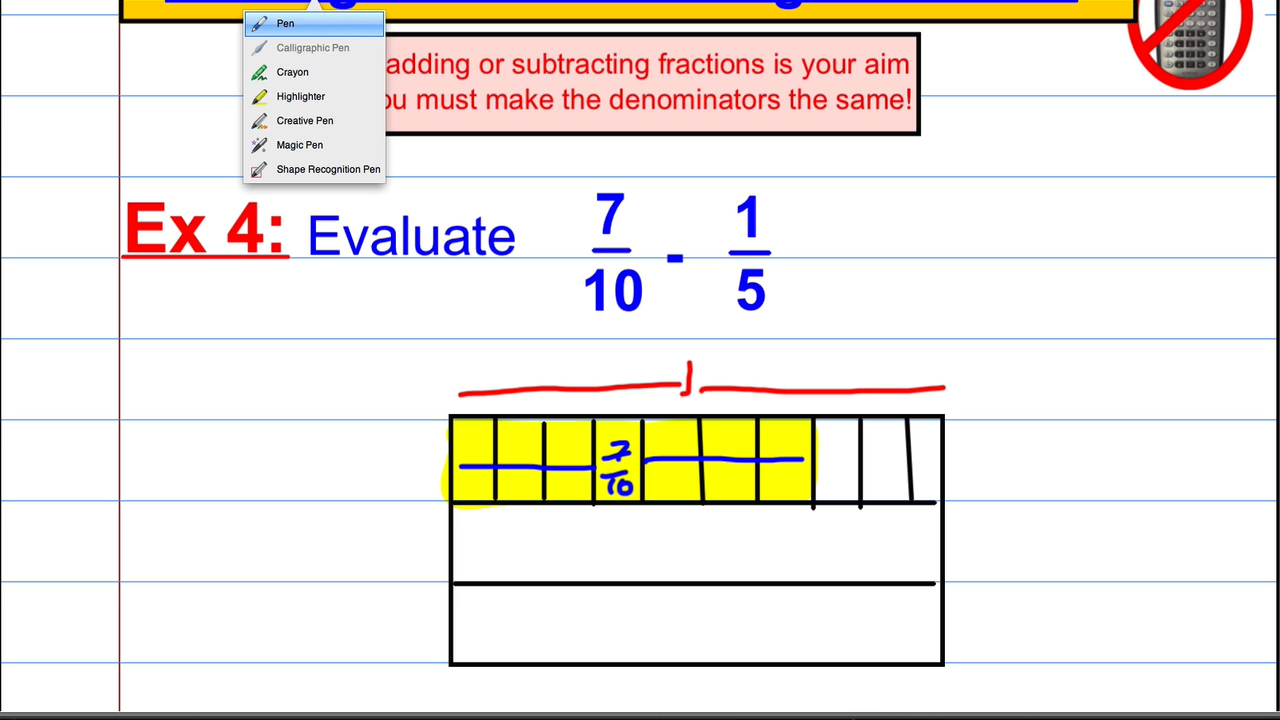 Pen
Calligraphic Pen
Crayon
Highlighter
Creative Pen
Magic Pen
Shape Recognition Pen
adding or subtracting fractions is your aim
ou must make the denominators the same!
Ex 4: Evaluate 7/10 - 1/5
1
7/10